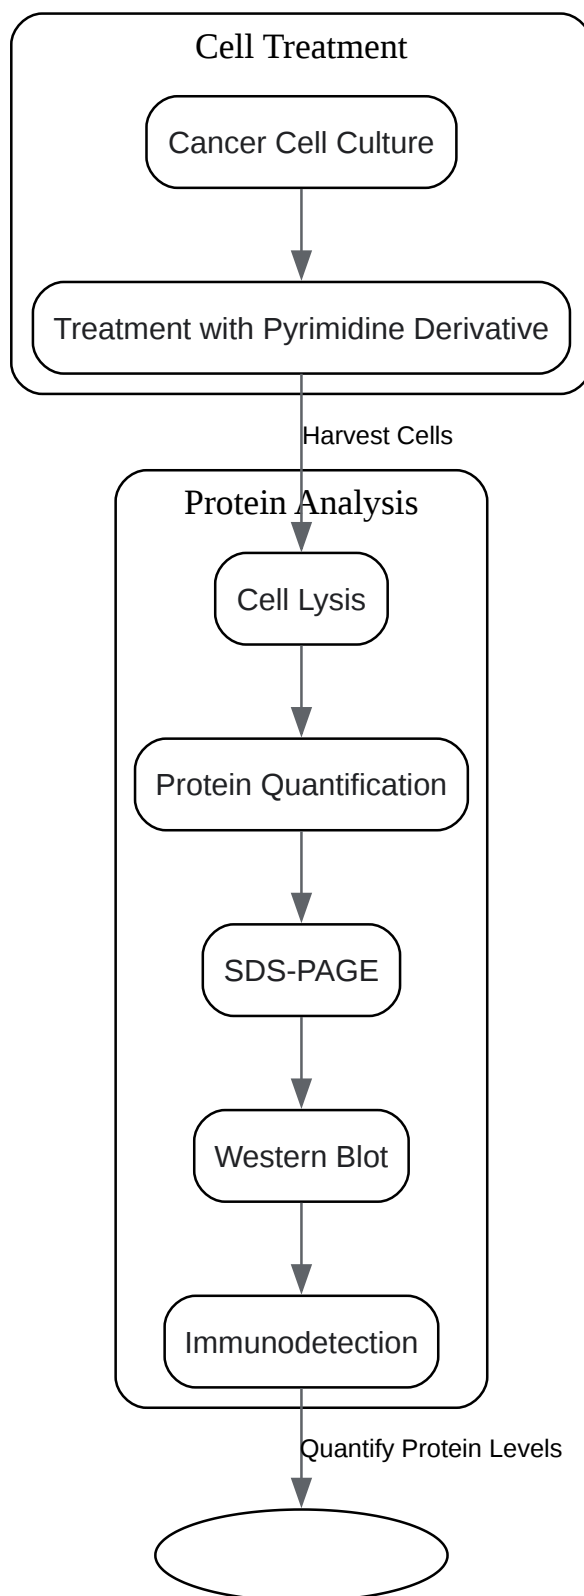 Cell Treatment
Cancer Cell Culture
Treatment with Pyrimidine Derivative
Harvest Cells
Protein Analysis
Cell Lysis
Protein Quantification
SDS-PAGE
Western Blot
Immunodetection
Quantify Protein Levels